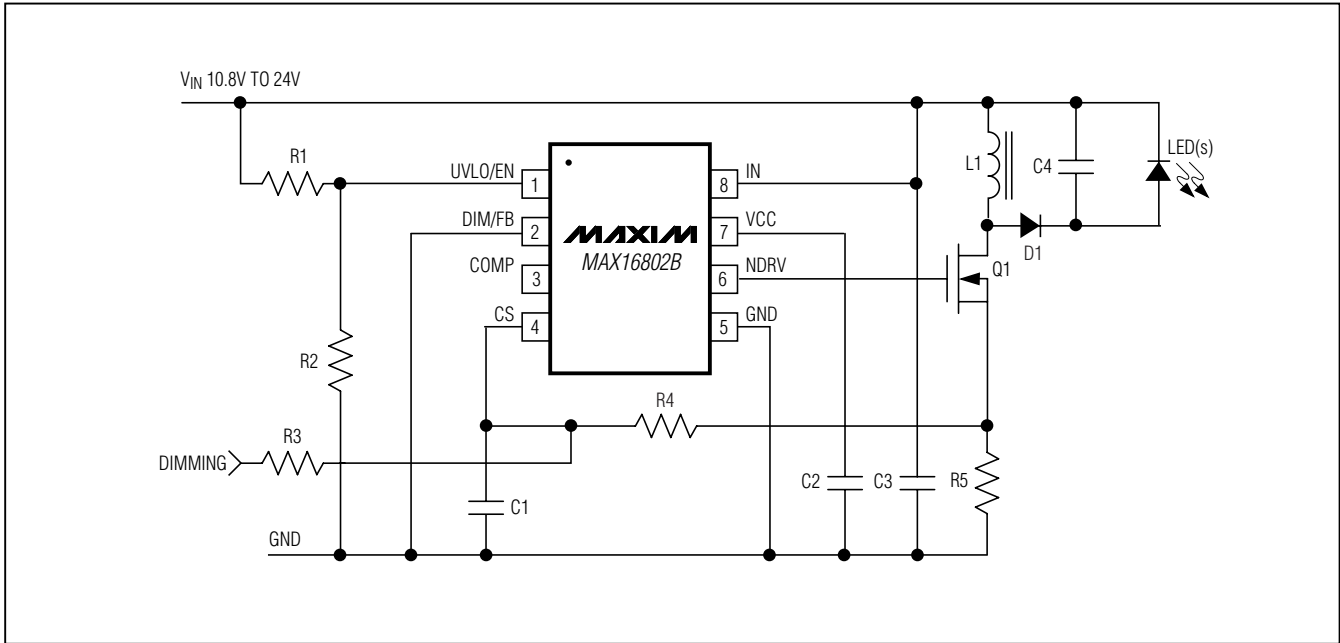 VIN 10.8V TO 24V
R1
UVLO/EN
1
DIM/FB
2
COMP
3
CS
4
MAXIM
MAX16802B
IN
8
VCC
7
NDRV
6
GND
5
L1
C4
LED(s)
D1
Q1
R2
R4
R3
DIMMING
C1
C2
C3
R5
GND